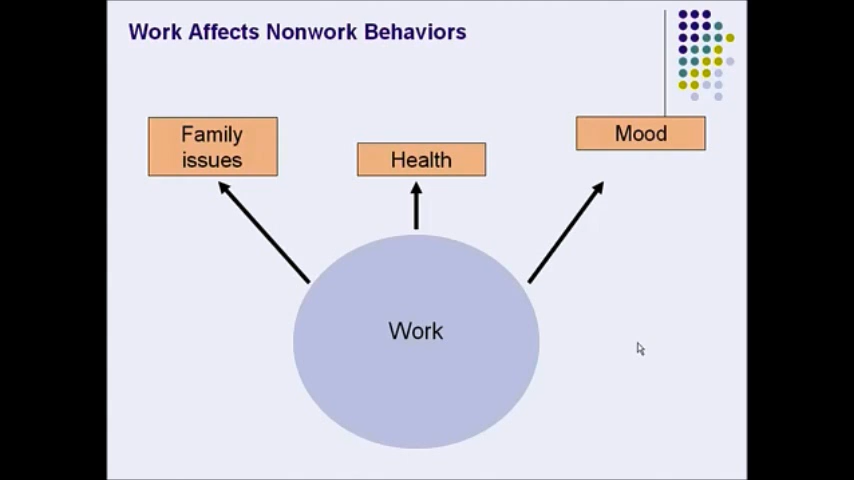 Work Affects Nonwork Behaviors
Family
issues
Health
Mood
Work